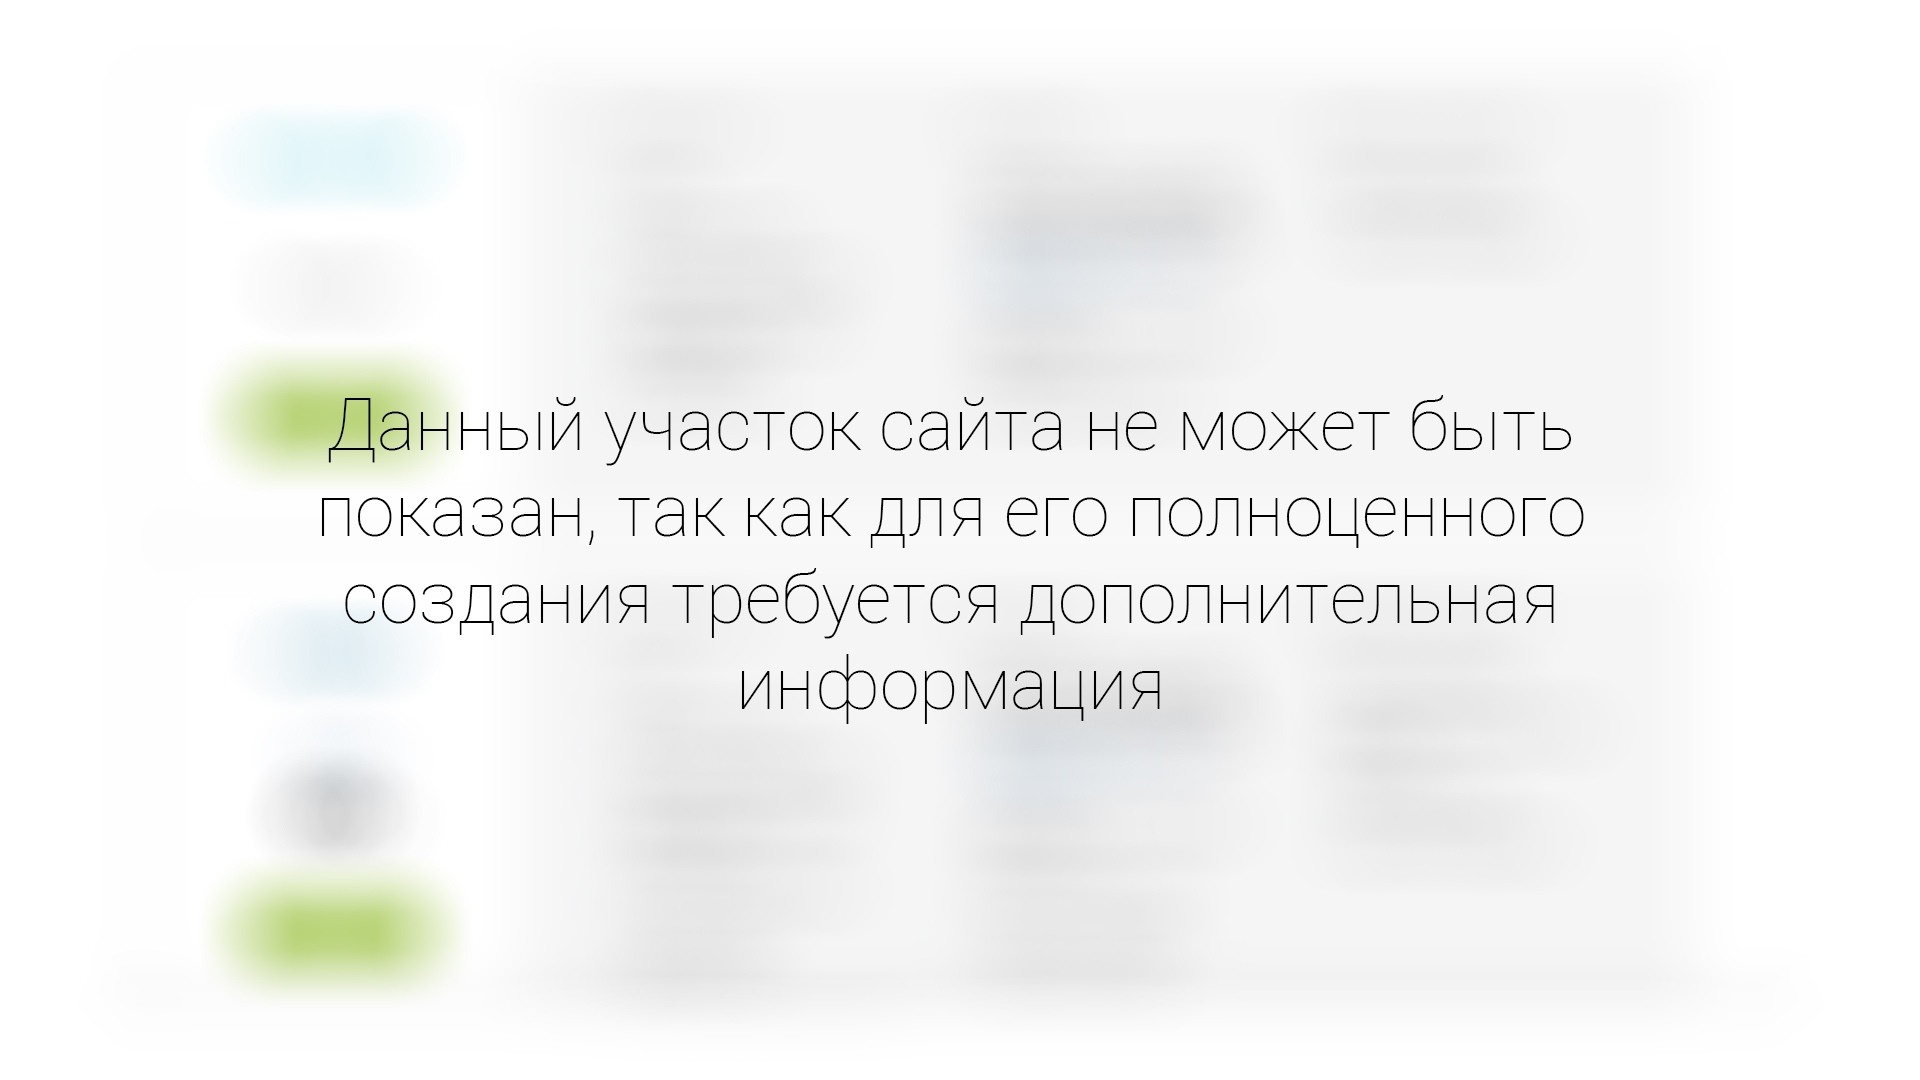 Данный участок сайта не может быть
показан, так как для его полноценного
создания требуется дополнительная
информация